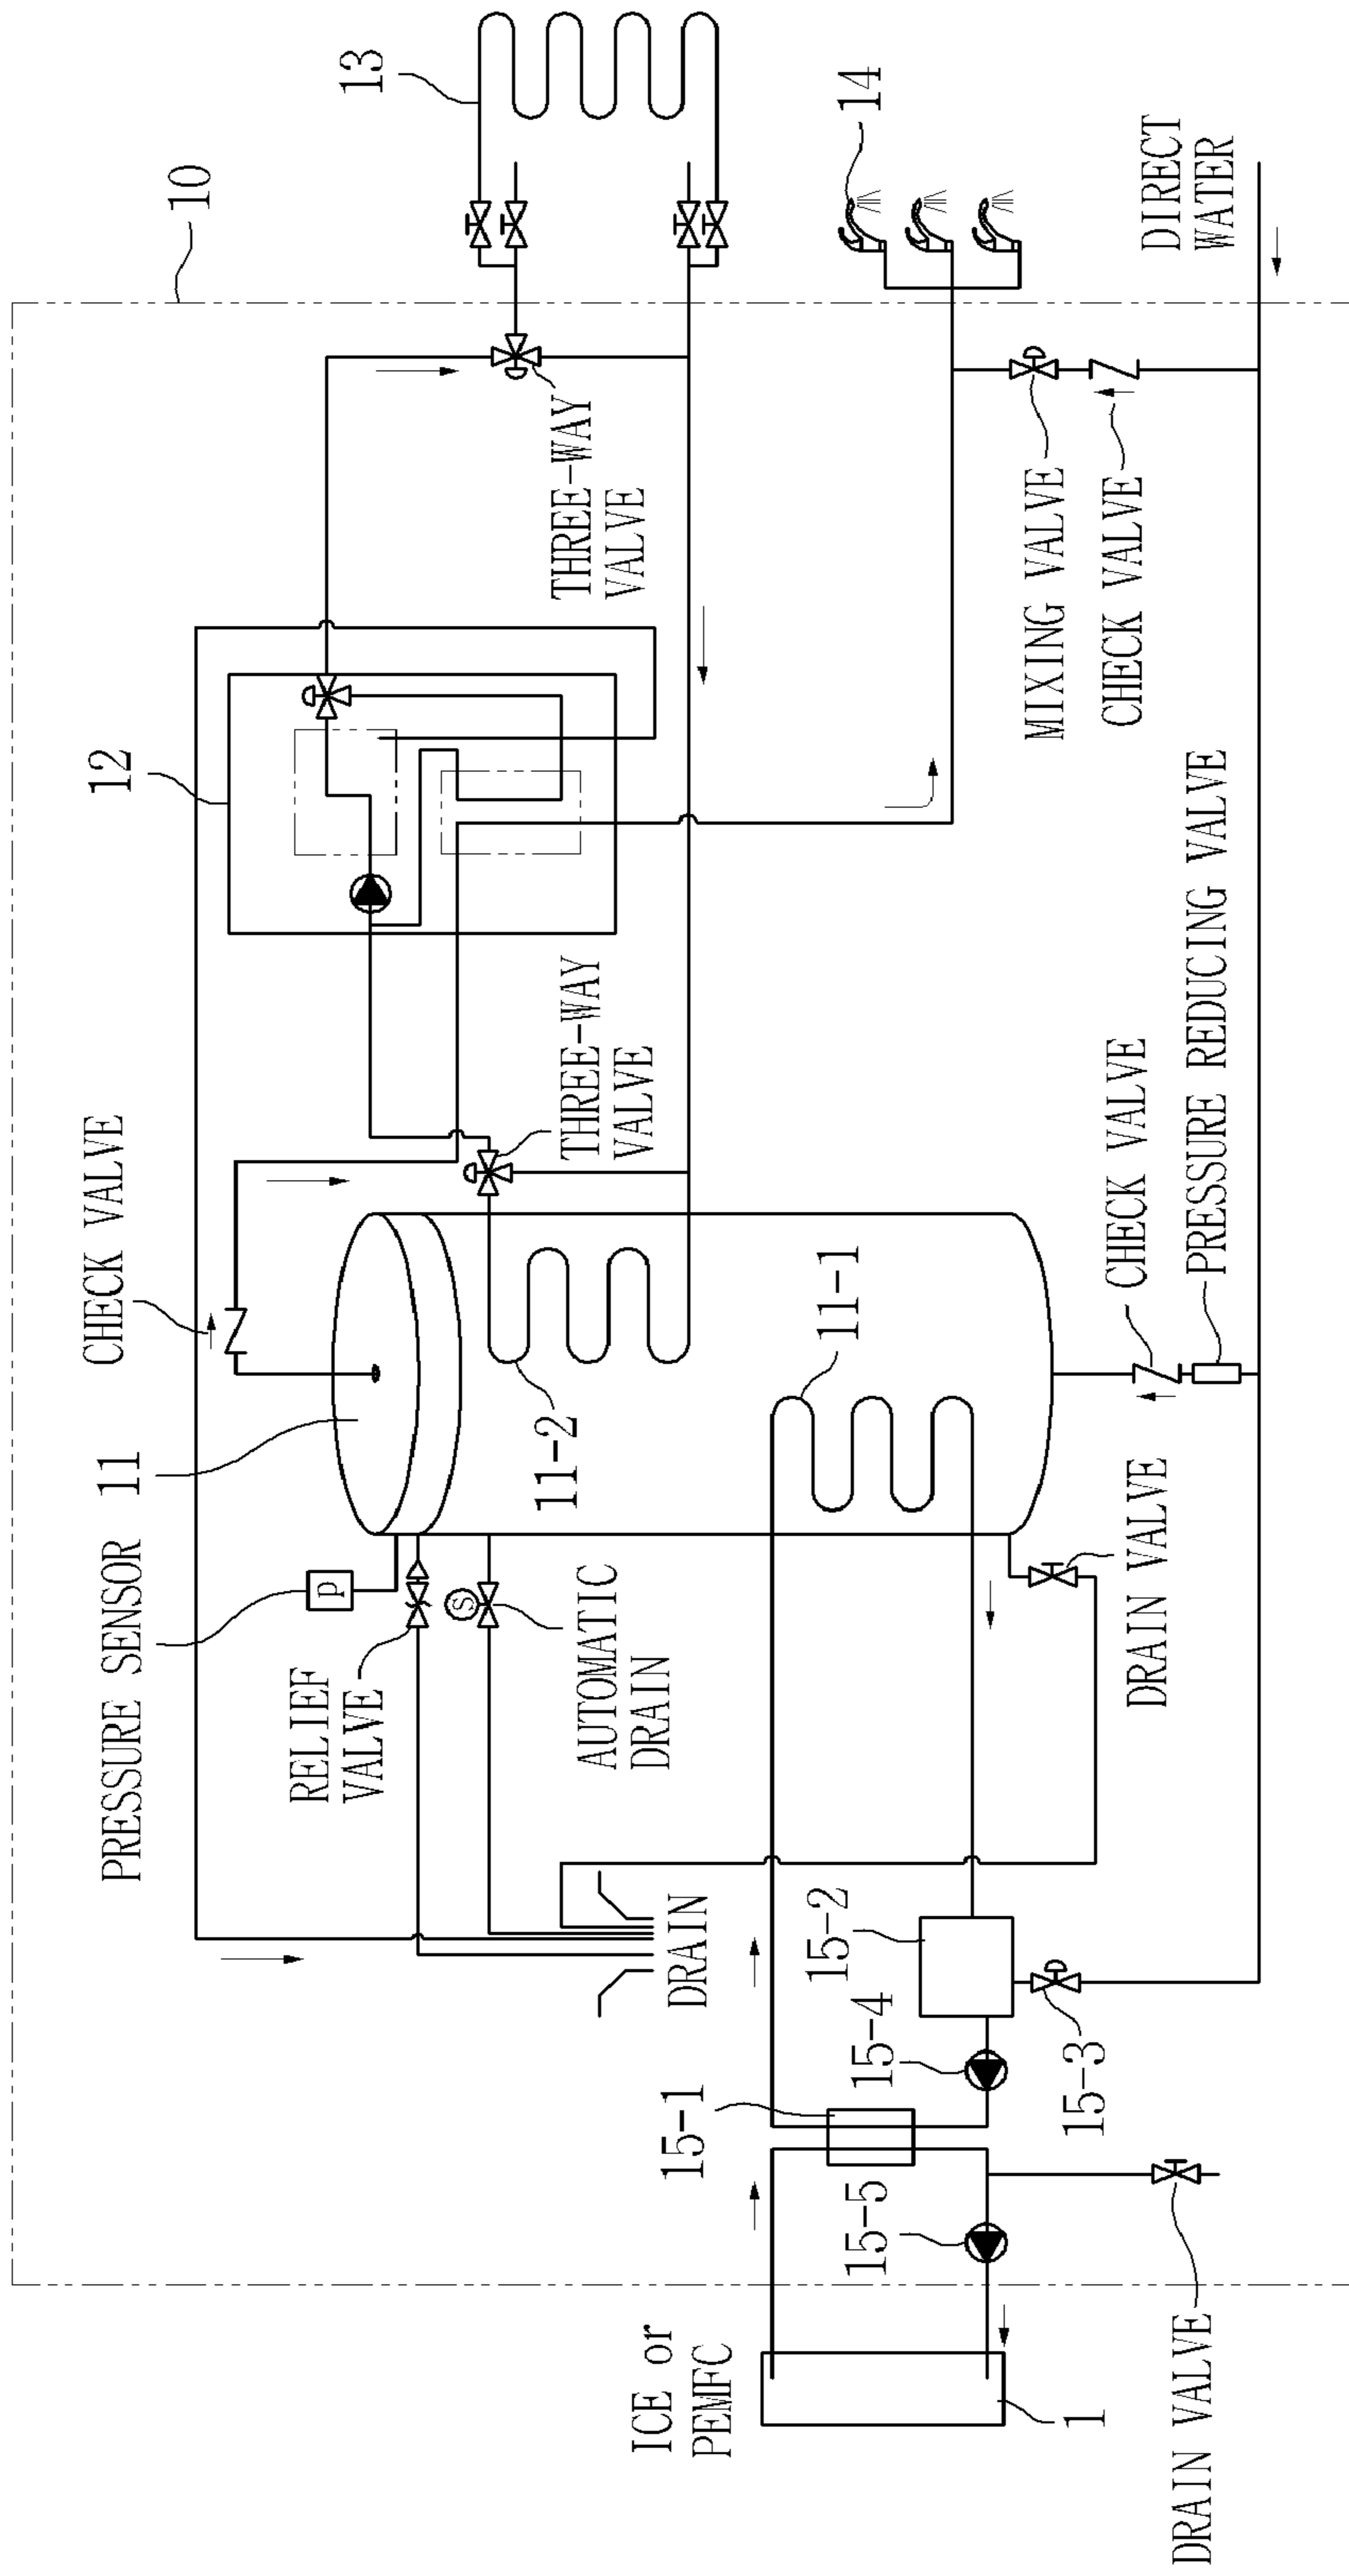 10
13
14
12
11
CHECK VALVE
PRESSURE SENSOR
P
RELIEF
VALVE
S
AUTOMATIC
DRAIN
DRAIN
11-2
11-1
THREE-WAY
VALVE
THREE-WAY
VALVE
MIXING VALVE
CHECK VALVE
DIRECT
WATER
CHECK VALVE
PRESSURE REDUCING VALVE
DRAIN VALVE
15-1
15-2
15-4
15-3
15-5
ICE or
PEMFC
1
DRAIN VALVE